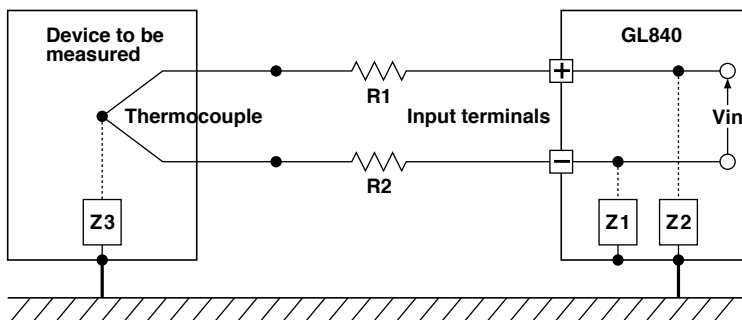 Device to be
measured
GL840
+
R1
Thermocouple
Input terminals
Vin
−
R2
Z3
Z1
Z2